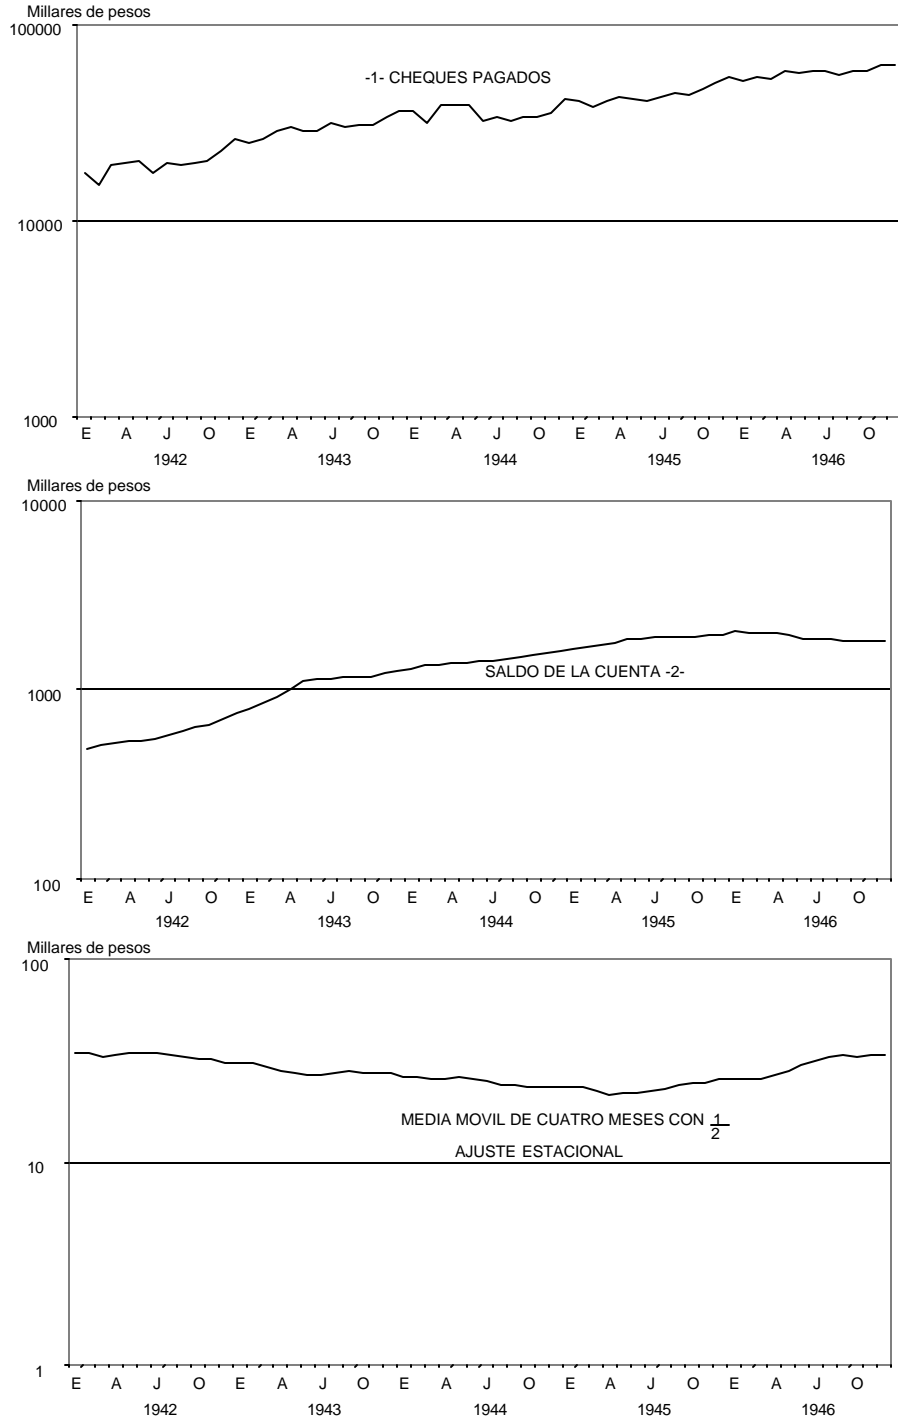 Millares de pesos
100000
-1- CHEQUES PAGADOS
10000
1000
E A J O E A J O E A J O E A J O E A J O
1942 1943 1944 1945 1946
Millares de pesos
10000
SALDO DE LA CUENTA -2-
1000
100
E A J O E A J O E A J O E A J O E A J O
1942 1943 1944 1945 1946
Millares de pesos
100
MEDIA MOVIL DE CUATRO MESES CON 1
2
AJUSTE ESTACIONAL
10
1
E A J O E A J O E A J O E A J O E A J O
1942 1943 1944 1945 1946